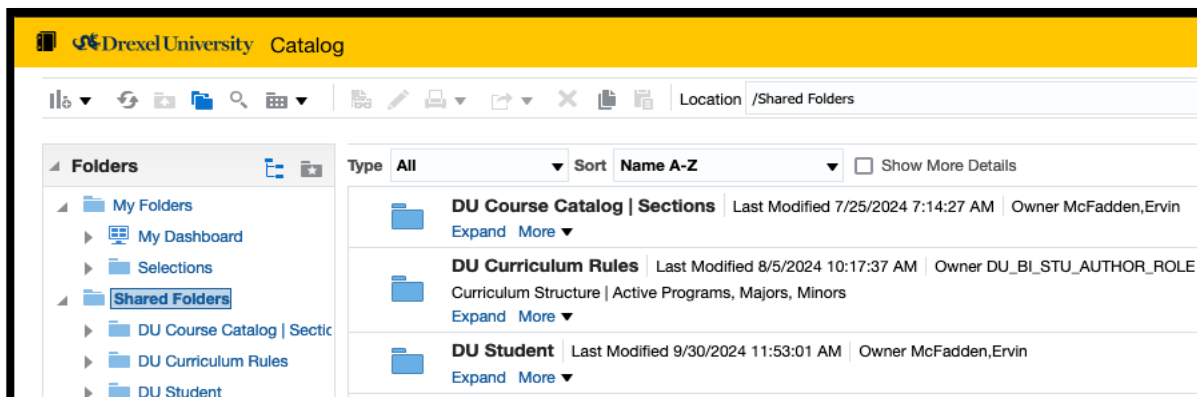 Drexel University Catalog
Location /Shared Folders
Folders
My Folders
My Dashboard
Selections
Shared Folders
DU Course Catalog | Sectio
DU Curriculum Rules
DU Student
Type All Sort Name A-Z Show More Details
DU Course Catalog | Sections Last Modified 7/25/2024 7:14:27 AM Owner McFadden,Ervin
Expand More
DU Curriculum Rules Last Modified 8/5/2024 10:17:37 AM Owner DU_BI_STU_AUTHOR_ROLE
Curriculum Structure | Active Programs, Majors, Minors
Expand More
DU Student Last Modified 9/30/2024 11:53:01 AM Owner McFadden,Ervin
Expand More